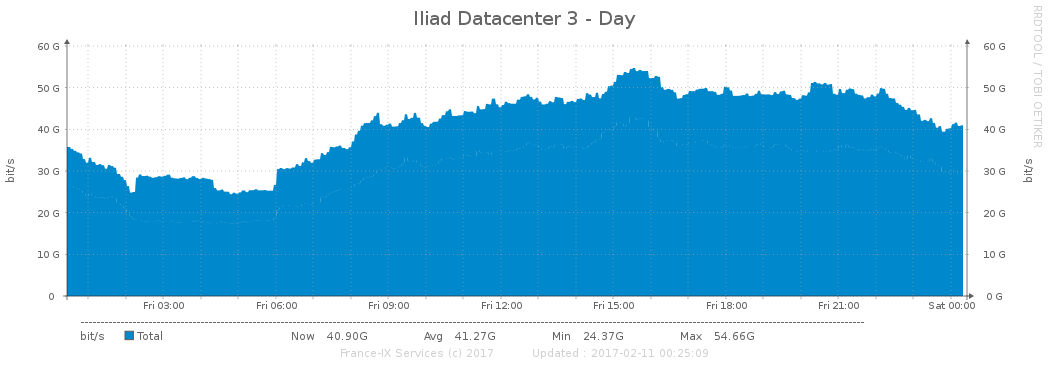 Iliad Datacenter 3 - Day
RRDTOOL / TOBI OETIKER
60 G 60 G
50 G 50 G
40 G 40 G
30 G 30 G
20 G 20 G
10 G 10 G
0 0 G
bit/s bit/s
Fri 03:00 Fri 06:00 Fri 09:00 Fri 12:00 Fri 15:00 Fri 18:00 Fri 21:00 Sat 00:00
bit/s Total Now 40.90G Avg 41.27G Min 24.37G Max 54.66G
France-IX Services (c) 2017 Updated : 2017-02-11 00:25:09